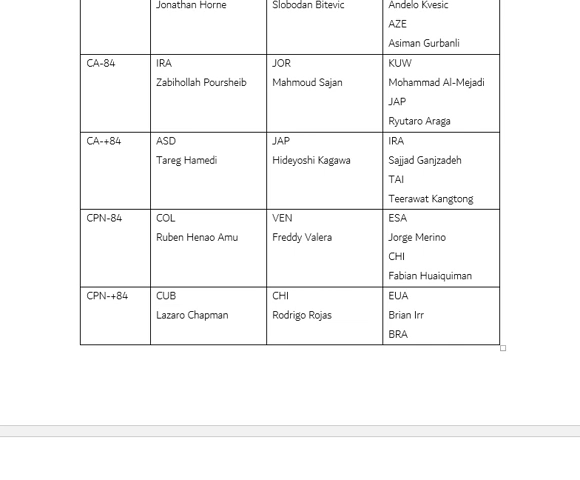 Jonathan Horne
Slobodan Bitevic
Andelo Kvesic
AZE
Asiman Gurbanli
CA-84
IRA
Zabihollah Poursheib
JOR
Mahmoud Sajan
KUW
Mohammad Al-Mejadi
JAP
Ryutaro Araga
CA-+84
ASD
Tareg Hamedi
JAP
Hideyoshi Kagawa
IRA
Sajjad Ganjzadeh
TAI
Teerawat Kangtong
CPN-84
COL
Ruben Henao Amu
VEN
Freddy Valera
ESA
Jorge Merino
CHI
Fabian Huaiquiman
CPN-+84
CUB
Lazaro Chapman
CHI
Rodrigo Rojas
EUA
Brian Irr
BRA